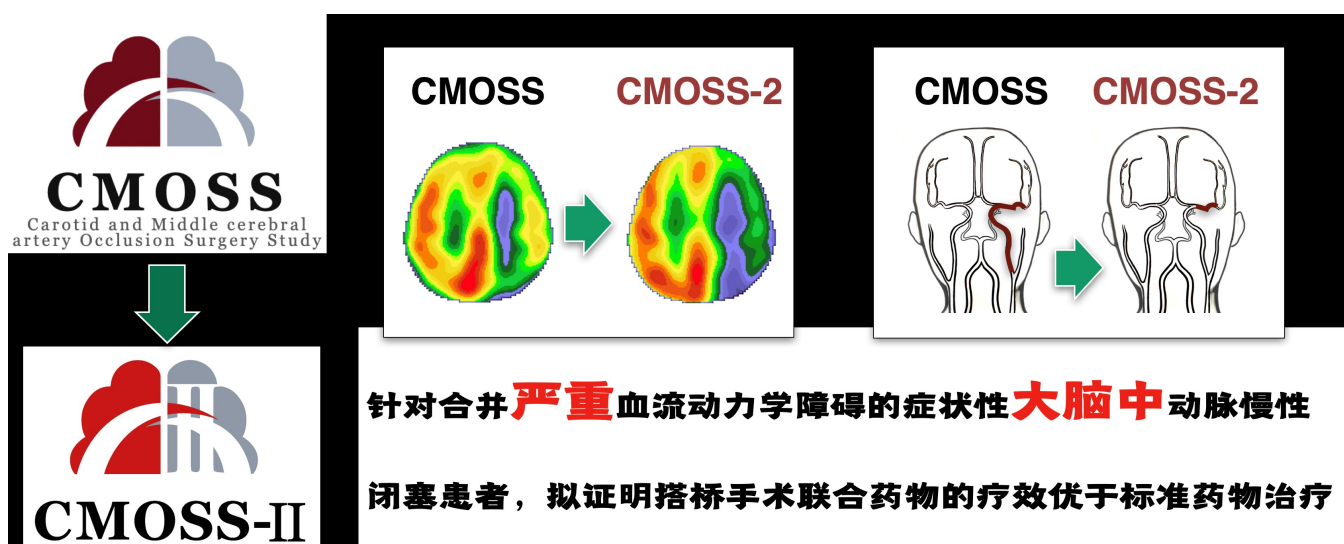 CMOSS
Carotid and Middle cerebral
artery Occlusion Surgery Study
CMOSS-II
CMOSS
CMOSS-2
CMOSS
CMOSS-2
针对合并严重血流动力学障碍的症状性大脑中动脉慢性
闭塞患者，拟证明搭桥手术联合药物的疗效优于标准药物治疗